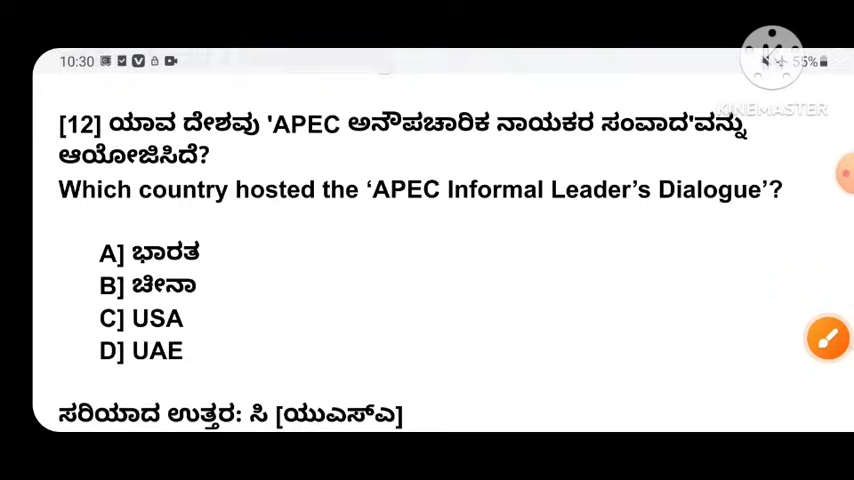 10:30
55%
KINEMASTER
[12] ಯಾವ ದೇಶವು 'APEC ಅನೌಪಚಾರಿಕ ನಾಯಕರ ಸಂವಾದ'ವನ್ನು
ಆಯೋಜಿಸಿದೆ?
Which country hosted the ‘APEC Informal Leader’s Dialogue’?
A] ಭಾರತ
B] ಚೀನಾ
C] USA
D] UAE
ಸರಿಯಾದ ಉತ್ತರ: ಸಿ [ಯುಎಸ್ಎ]